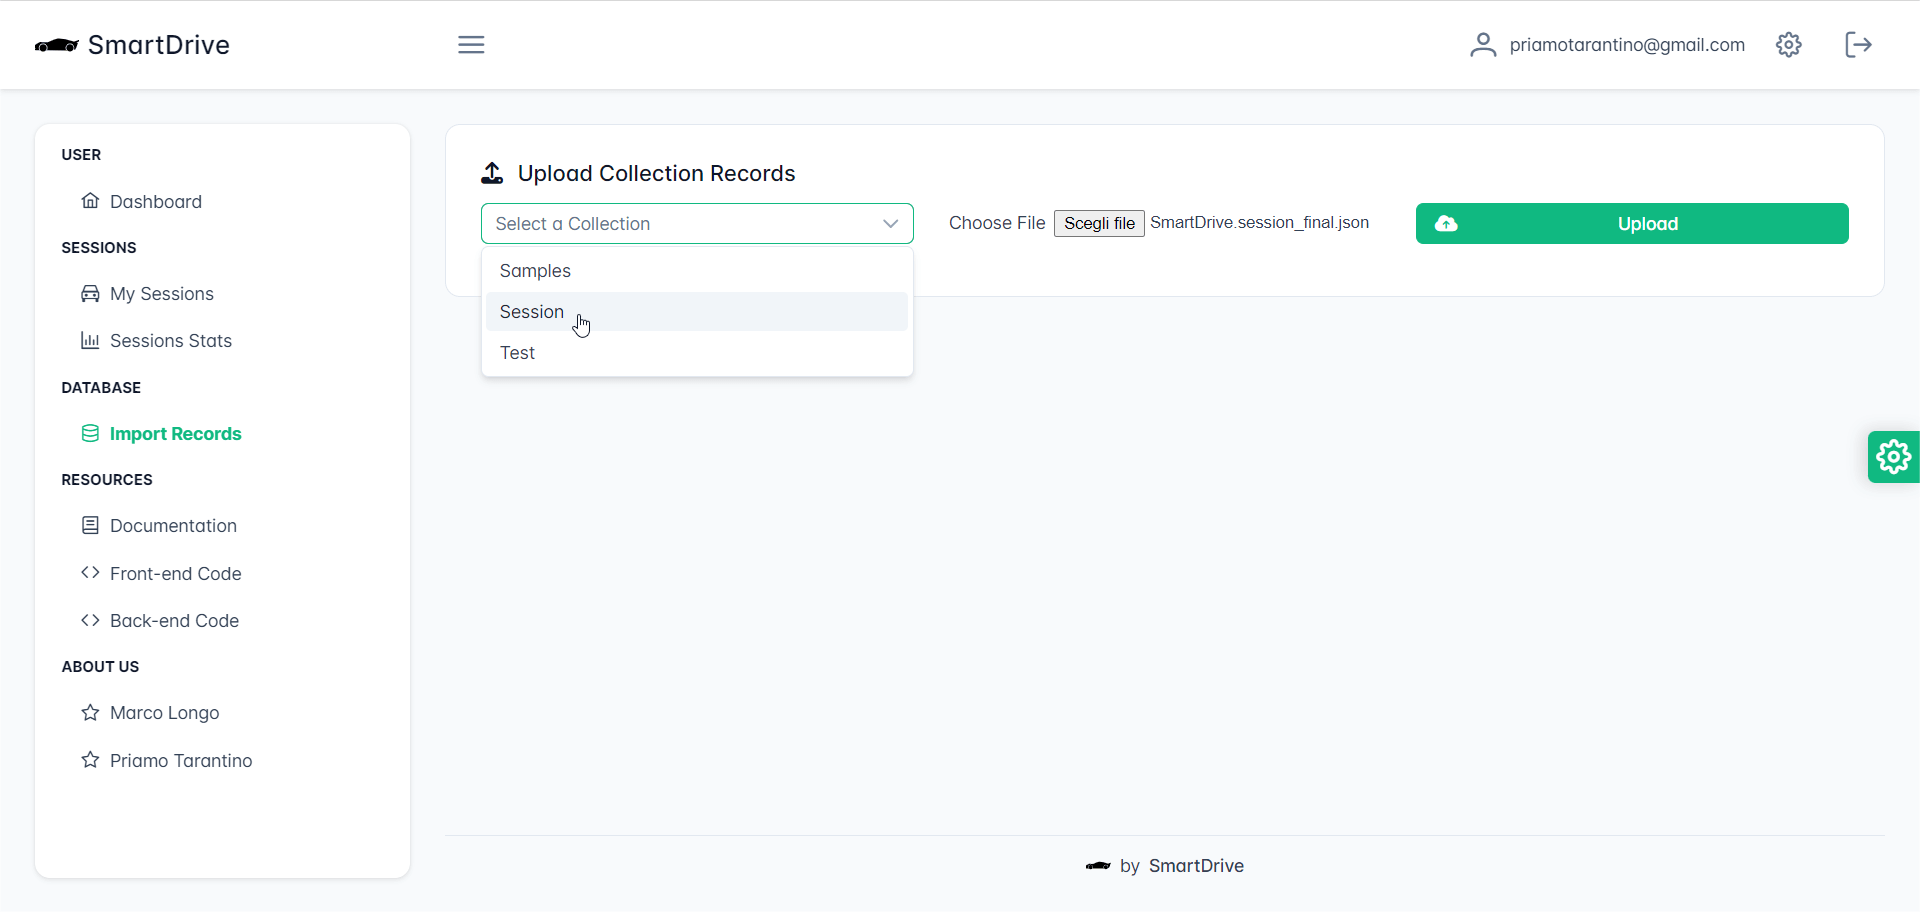 SmartDrive
priamotarantino@gmail.com
USER
Dashboard
SESSIONS
My Sessions
Sessions Stats
DATABASE
Import Records
RESOURCES
Documentation
Front-end Code
Back-end Code
ABOUT US
Marco Longo
Priamo Tarantino
Upload Collection Records
Select a Collection
Choose File Scegli file SmartDrive.session_final.json
Upload
Samples
Session
Test
by SmartDrive